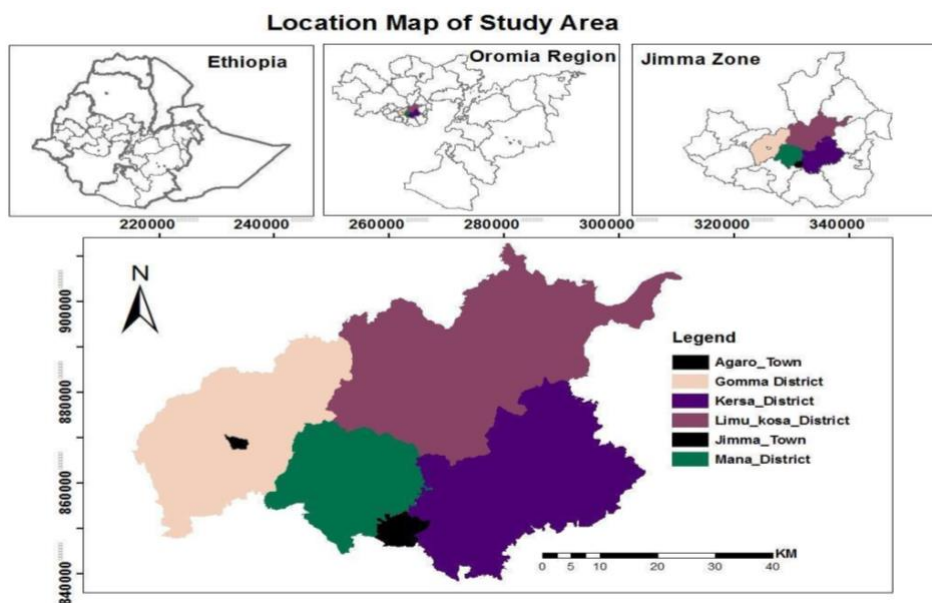 Location Map of Study Area
Ethiopia
Oromia Region
Jimma Zone
220000 240000 260000 280000 300000 320000 340000
N
900000
880000
860000
840000
Legend
Agaro_Town
Gomma District
Kersa_District
Limu_kosa_District
Jimma_Town
Mana_District
KM
0 5 10 20 30 40